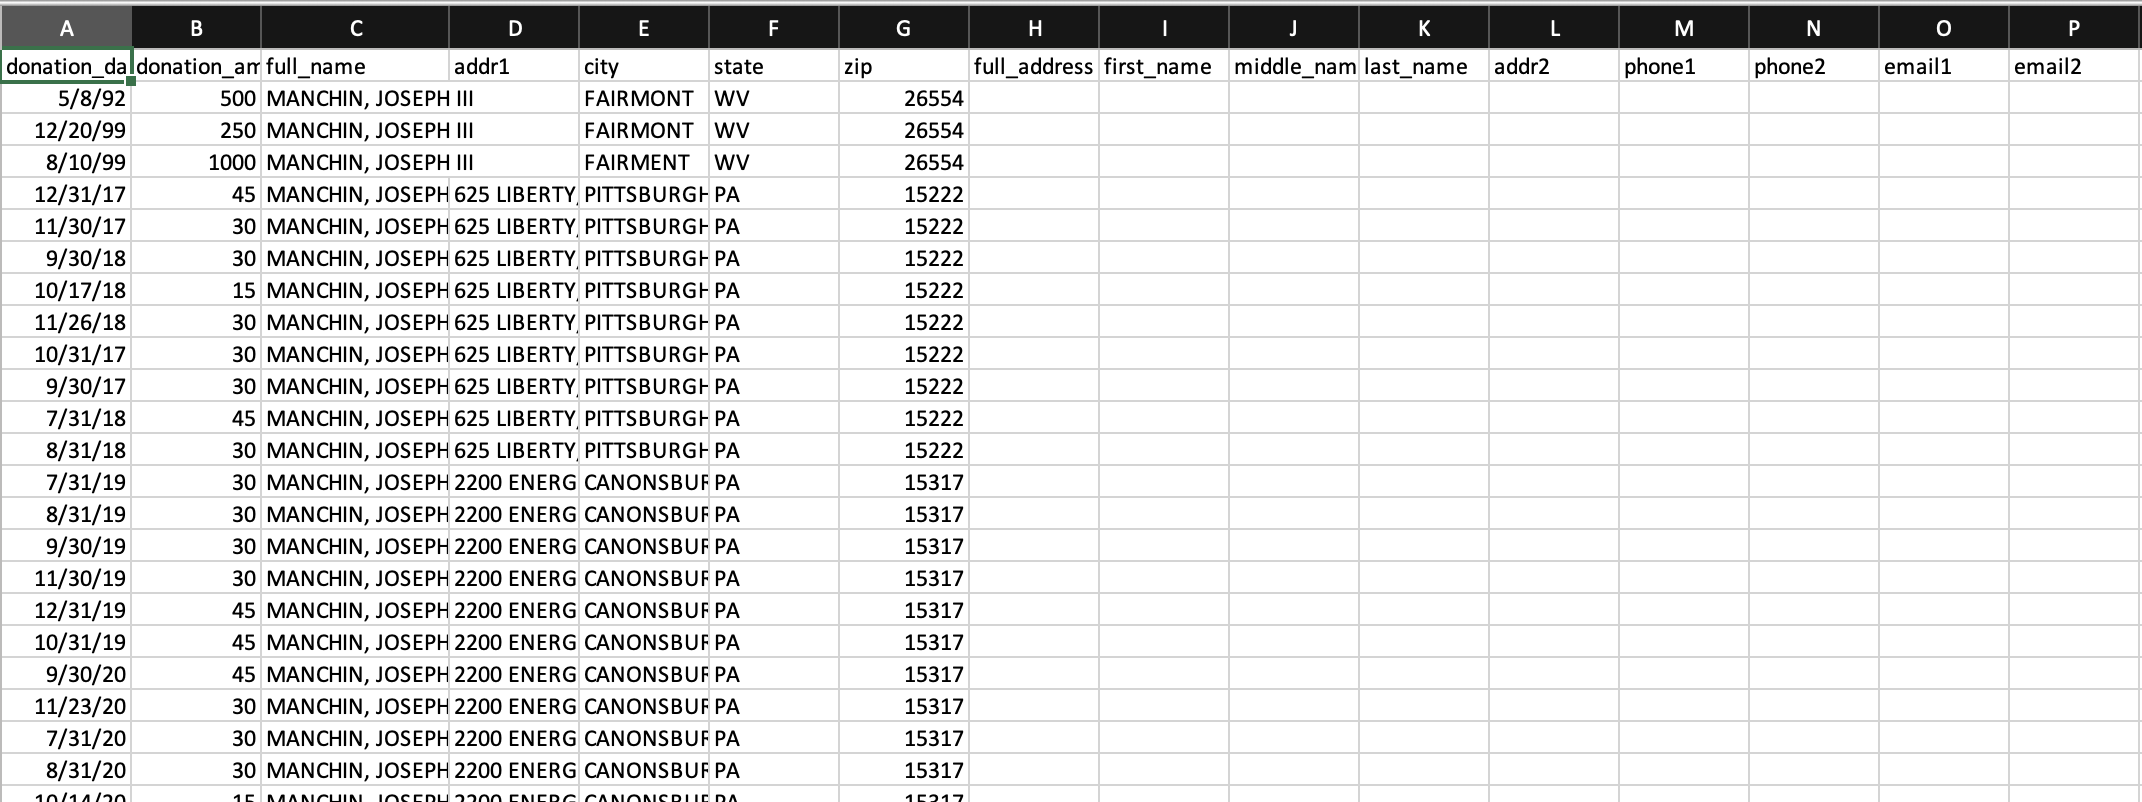 A B C D E F G H I J K L M N O P
donation_da donation_am full_name addr1 city state zip full_address first_name middle_nam last_name addr2 phone1 phone2 email1 email2
5/8/92 500 MANCHIN, JOSEPH III FAIRMONT WV 26554
12/20/99 250 MANCHIN, JOSEPH III FAIRMONT WV 26554
8/10/99 1000 MANCHIN, JOSEPH III FAIRMENT WV 26554
12/31/17 45 MANCHIN, JOSEPH 625 LIBERTY, PITTSBURGH PA 15222
11/30/17 30 MANCHIN, JOSEPH 625 LIBERTY, PITTSBURGH PA 15222
9/30/18 30 MANCHIN, JOSEPH 625 LIBERTY, PITTSBURGH PA 15222
10/17/18 15 MANCHIN, JOSEPH 625 LIBERTY, PITTSBURGH PA 15222
11/26/18 30 MANCHIN, JOSEPH 625 LIBERTY, PITTSBURGH PA 15222
10/31/17 30 MANCHIN, JOSEPH 625 LIBERTY, PITTSBURGH PA 15222
9/30/17 30 MANCHIN, JOSEPH 625 LIBERTY, PITTSBURGH PA 15222
7/31/18 45 MANCHIN, JOSEPH 625 LIBERTY, PITTSBURGH PA 15222
8/31/18 30 MANCHIN, JOSEPH 625 LIBERTY, PITTSBURGH PA 15222
7/31/19 30 MANCHIN, JOSEPH 2200 ENERG CANONSBUR PA 15317
8/31/19 30 MANCHIN, JOSEPH 2200 ENERG CANONSBUR PA 15317
9/30/19 30 MANCHIN, JOSEPH 2200 ENERG CANONSBUR PA 15317
11/30/19 30 MANCHIN, JOSEPH 2200 ENERG CANONSBUR PA 15317
12/31/19 45 MANCHIN, JOSEPH 2200 ENERG CANONSBUR PA 15317
10/31/19 45 MANCHIN, JOSEPH 2200 ENERG CANONSBUR PA 15317
9/30/20 45 MANCHIN, JOSEPH 2200 ENERG CANONSBUR PA 15317
11/23/20 30 MANCHIN, JOSEPH 2200 ENERG CANONSBUR PA 15317
7/31/20 30 MANCHIN, JOSEPH 2200 ENERG CANONSBUR PA 15317
8/31/20 30 MANCHIN, JOSEPH 2200 ENERG CANONSBUR PA 15317
10/14/20 15 MANCHIN, JOSEPH 2200 ENERG CANONSBUR PA 15317